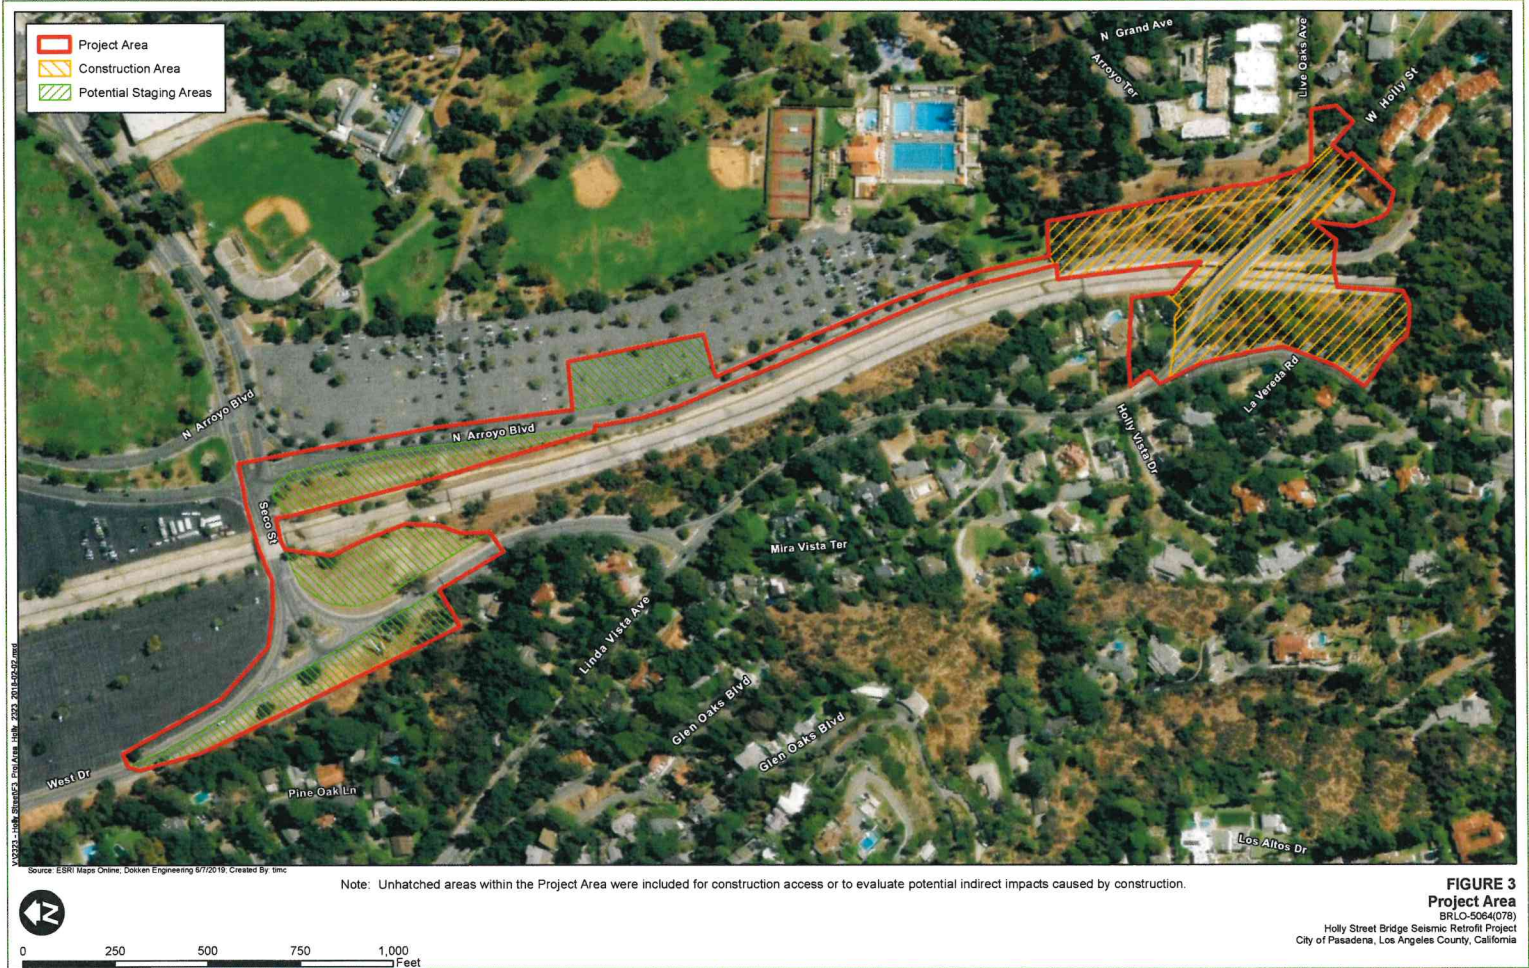 Project Area
Construction Area
Potential Staging Areas
N Grand Ave
Arroyo Ter
Live Oaks Ave
W Holly St
N Arroyo Blvd
N Arroyo Blvd
Seco St
La Vereda Rd
Holly Vista Dr
Mira Vista Ter
Linda Vista Ave
Glen Oaks Blvd
Glen Oaks Blvd
West Dr
Pine Oak Ln
Los Altos Dr
Source: ESRI Maps Online; Dokken Engineering 6/7/2019; Created By: timc
Note: Unhatched areas within the Project Area were included for construction access or to evaluate potential indirect impacts caused by construction.
N
0 250 500 750 1,000
Feet
FIGURE 3
Project Area
BRLO-5064(078)
Holly Street Bridge Seismic Retrofit Project
City of Pasadena, Los Angeles County, California